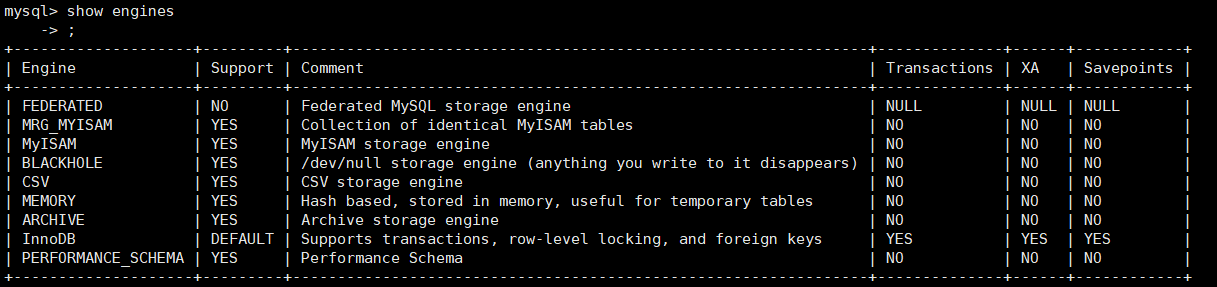 mysql> show engines
    -> ;
+--------------------+---------+----------------------------------------------------------------+--------------+------+------------+
| Engine             | Support | Comment                                                        | Transactions | XA   | Savepoints |
+--------------------+---------+----------------------------------------------------------------+--------------+------+------------+
| FEDERATED          | NO      | Federated MySQL storage engine                                 | NULL         | NULL | NULL       |
| MRG_MYISAM         | YES     | Collection of identical MyISAM tables                          | NO           | NO   | NO         |
| MyISAM             | YES     | MyISAM storage engine                                          | NO           | NO   | NO         |
| BLACKHOLE          | YES     | /dev/null storage engine (anything you write to it disappears) | NO           | NO   | NO         |
| CSV                | YES     | CSV storage engine                                             | NO           | NO   | NO         |
| MEMORY             | YES     | Hash based, stored in memory, useful for temporary tables      | NO           | NO   | NO         |
| ARCHIVE            | YES     | Archive storage engine                                         | NO           | NO   | NO         |
| InnoDB             | DEFAULT | Supports transactions, row-level locking, and foreign keys     | YES          | YES  | YES        |
| PERFORMANCE_SCHEMA | YES     | Performance Schema                                             | NO           | NO   | NO         |
+--------------------+---------+----------------------------------------------------------------+--------------+------+------------+